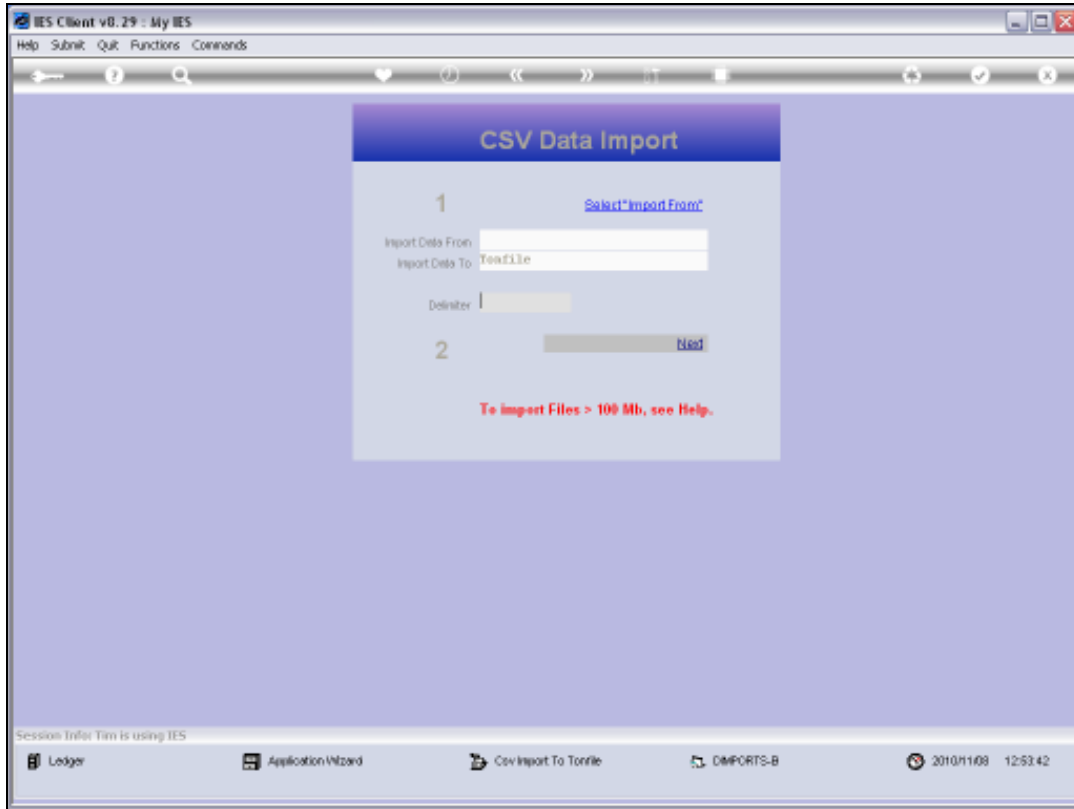 IES Client v8.29 : My IES
Help Submit Quit Functions Commands
CSV Data Import
1
Select "Import From"
Import Data From
Import Data To Tonfile
Delimiter
2
Next
To import Files > 100 Mb, see Help.
Session Info: Tim is using IES
Ledger Application Wizard Csv Import To Tonfile DIMPORTS-B 2010/11/08 12:53:42